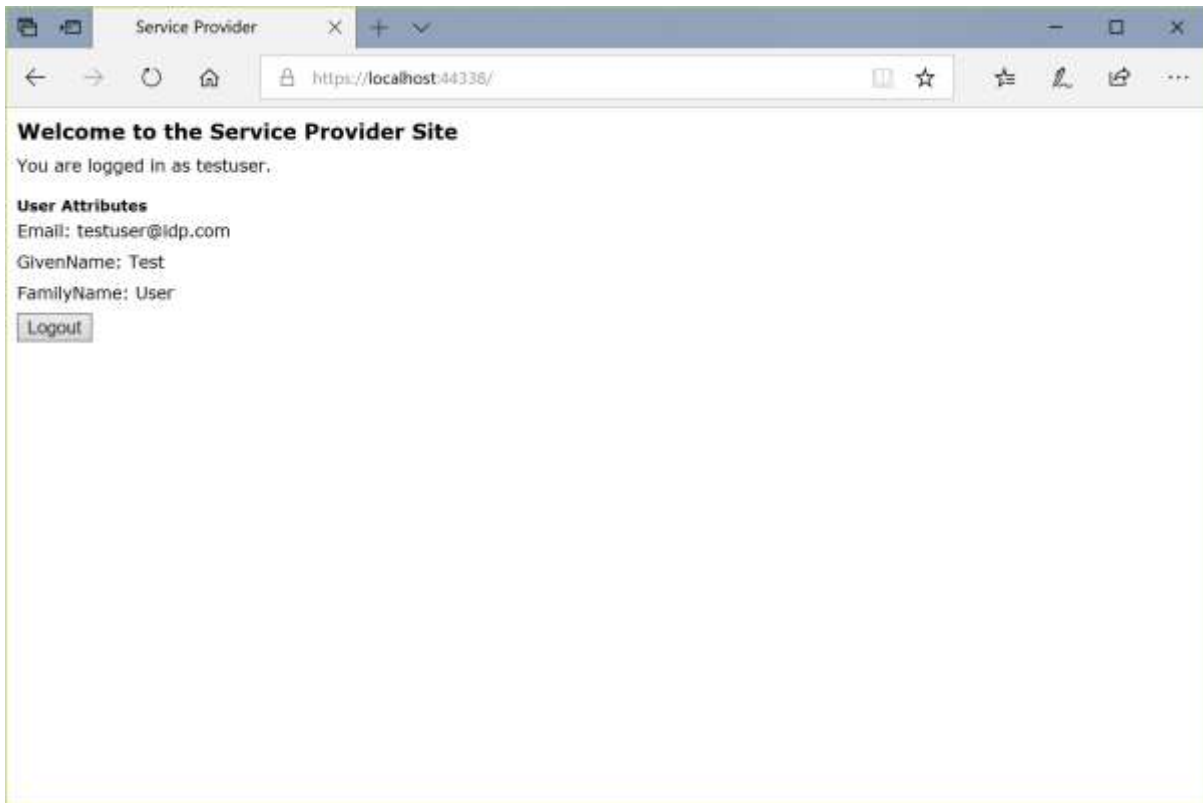 Service Provider
https://localhost:44338/
Welcome to the Service Provider Site
You are logged in as testuser.
User Attributes
Email: testuser@idp.com
GivenName: Test
FamilyName: User
Logout